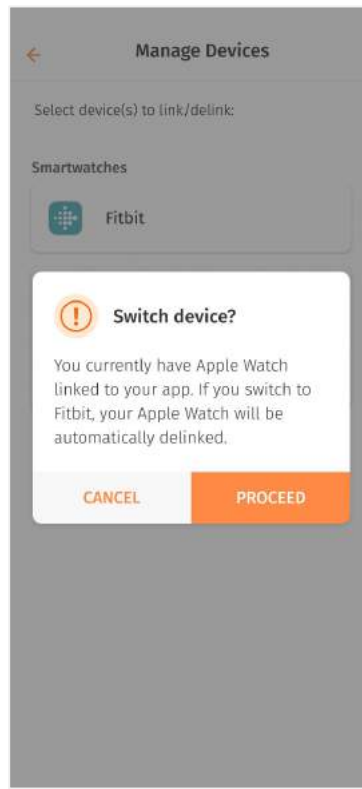 Manage Devices
Select device(s) to link/delink:
Smartwatches
Fitbit
Switch device?
You currently have Apple Watch
linked to your app. If you switch to
Fitbit, your Apple Watch will be
automatically delinked.
CANCEL
PROCEED